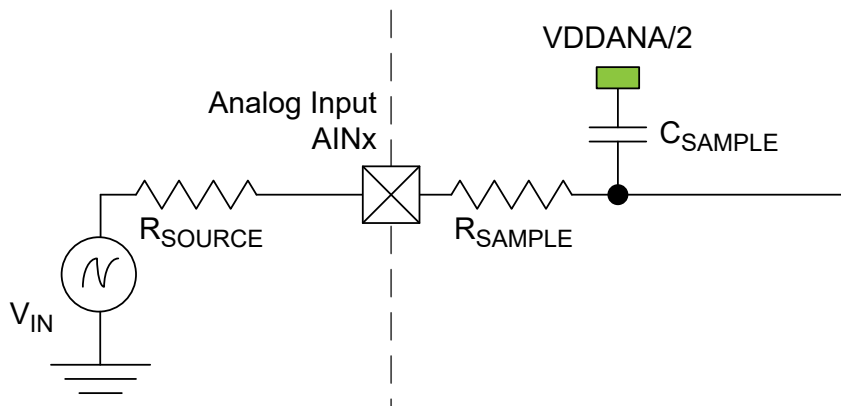 VDDANA/2
Analog Input
AINx
CSAMPLE
RSOURCE
RSAMPLE
VIN